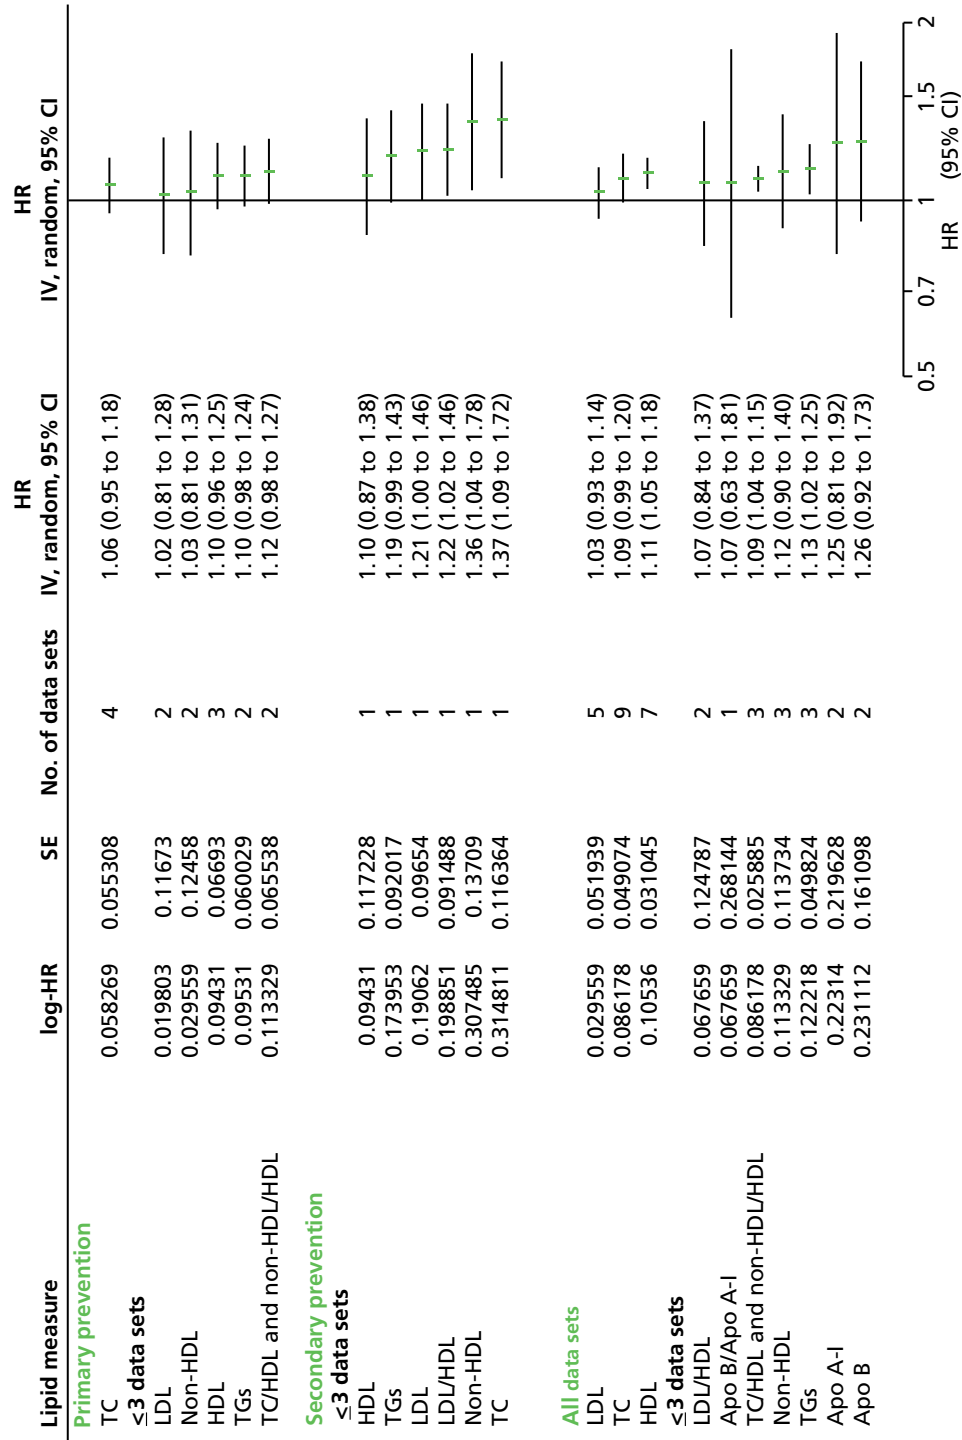 Lipid measure log-HR SE No. of data sets HR IV, random, 95% CI HR IV, random, 95% CI
Primary prevention
TC 0.058269 0.055308 4 1.06 (0.95 to 1.18)
≤3 data sets
LDL 0.019803 0.11673 2 1.02 (0.81 to 1.28)
Non-HDL 0.029559 0.12458 2 1.03 (0.81 to 1.31)
HDL 0.09431 0.06693 3 1.10 (0.96 to 1.25)
TGs 0.09531 0.060029 2 1.10 (0.98 to 1.24)
TC/HDL and non-HDL/HDL 0.113329 0.065538 2 1.12 (0.98 to 1.27)
Secondary prevention
≤3 data sets
HDL 0.09431 0.117228 1 1.10 (0.87 to 1.38)
TGs 0.173953 0.092017 1 1.19 (0.99 to 1.43)
LDL 0.19062 0.09654 1 1.21 (1.00 to 1.46)
LDL/HDL 0.198851 0.091488 1 1.22 (1.02 to 1.46)
Non-HDL 0.307485 0.13709 1 1.36 (1.04 to 1.78)
TC 0.314811 0.116364 1 1.37 (1.09 to 1.72)
All data sets
LDL 0.029559 0.051939 5 1.03 (0.93 to 1.14)
TC 0.086178 0.049074 9 1.09 (0.99 to 1.20)
HDL 0.10536 0.031045 7 1.11 (1.05 to 1.18)
≤3 data sets
LDL/HDL 0.067659 0.124787 2 1.07 (0.84 to 1.37)
Apo B/Apo A-I 0.067659 0.268144 1 1.07 (0.63 to 1.81)
TC/HDL and non-HDL/HDL 0.086178 0.025885 3 1.09 (1.04 to 1.15)
Non-HDL 0.113329 0.113734 3 1.12 (0.90 to 1.40)
TGs 0.122218 0.049824 3 1.13 (1.02 to 1.25)
Apo A-I 0.22314 0.219628 2 1.25 (0.81 to 1.92)
Apo B 0.231112 0.161098 2 1.26 (0.92 to 1.73)
0.5 0.7 1 1.5 2
HR (95% CI)